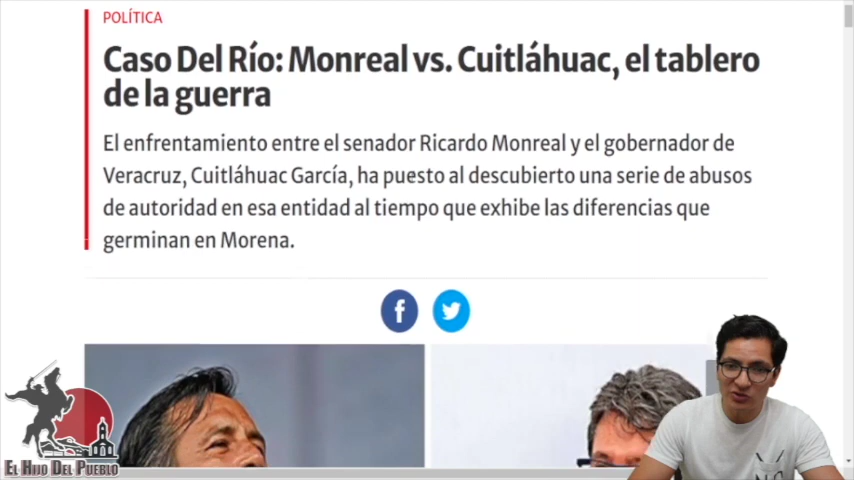 POLÍTICA
Caso Del Río: Monreal vs. Cuitláhuac, el tablero
de la guerra
El enfrentamiento entre el senador Ricardo Monreal y el gobernador de
Veracruz, Cuitláhuac García, ha puesto al descubierto una serie de abusos
de autoridad en esa entidad al tiempo que exhibe las diferencias que
germinan en Morena.
f
EL HIJO DEL PUEBLO